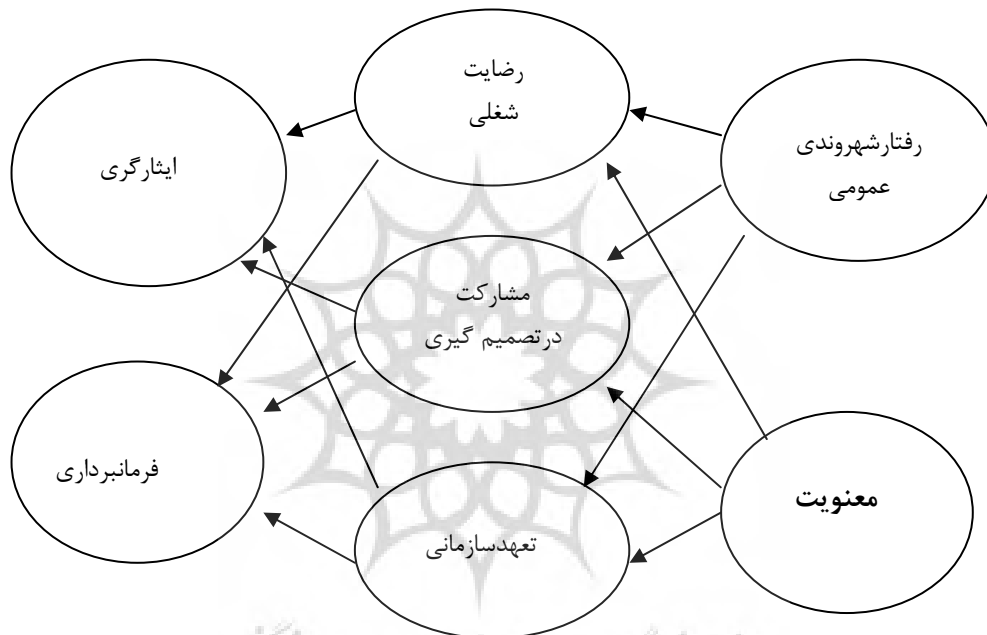 رضایت
شغلی
رفتارشهروندی
عمومی
ایثارگری
مشارکت
درتصمیم گیری
فرمانبرداری
معنویت
تعهدسازمانی